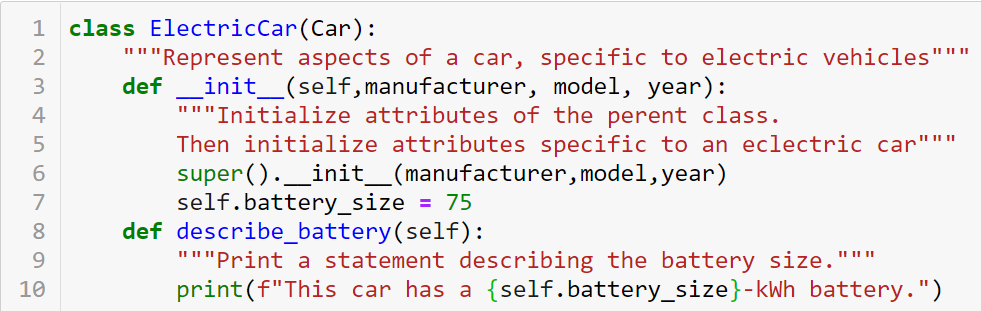 1 class ElectricCar(Car):
2     """Represent aspects of a car, specific to electric vehicles"""
3     def __init__(self,manufacturer, model, year):
4         """Initialize attributes of the perent class.
5         Then initialize attributes specific to an eclectric car"""
6         super().__init__(manufacturer,model,year)
7         self.battery_size = 75
8     def describe_battery(self):
9         """Print a statement describing the battery size."""
10         print(f"This car has a {self.battery_size}-kWh battery.")